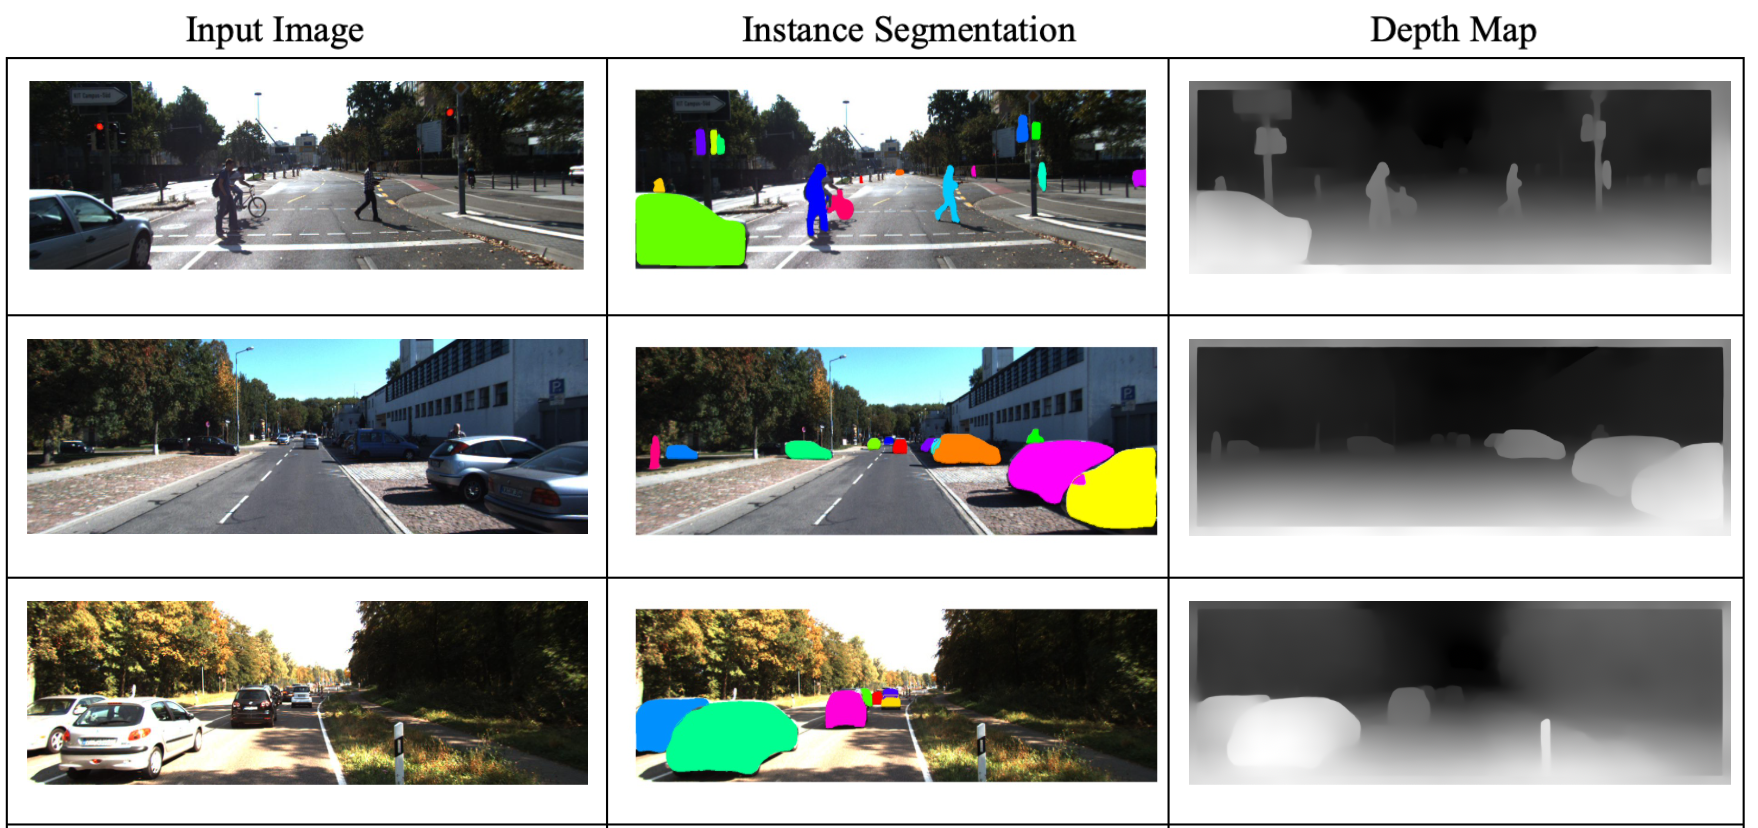 Input Image
Instance Segmentation
Depth Map
P
P